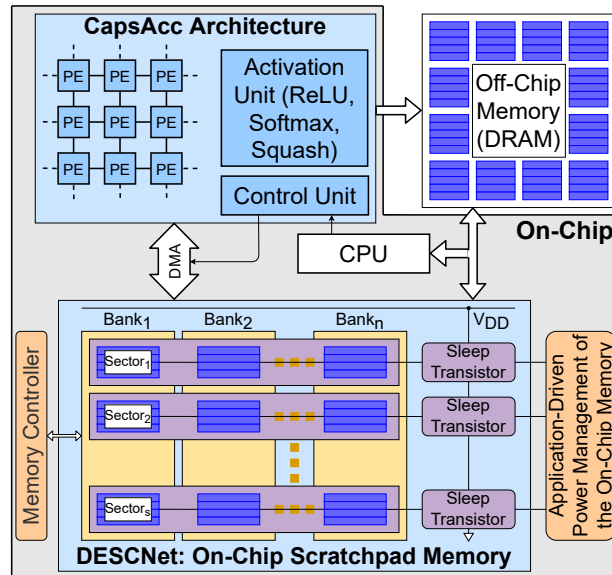 CapsAcc Architecture
PE PE PE
PE PE PE
PE PE PE
Activation
Unit (ReLU,
Softmax,
Squash)
Control Unit
Off-Chip
Memory
(DRAM)
On-Chip
DMA
CPU
Bank1
Bank2
Bankn
VDD
Sector1
Sector2
Sectors
Sleep
Transistor
Sleep
Transistor
Sleep
Transistor
Memory Controller
Application-Driven
Power Management of
the On-Chip Memory
DESCNet: On-Chip Scratchpad Memory